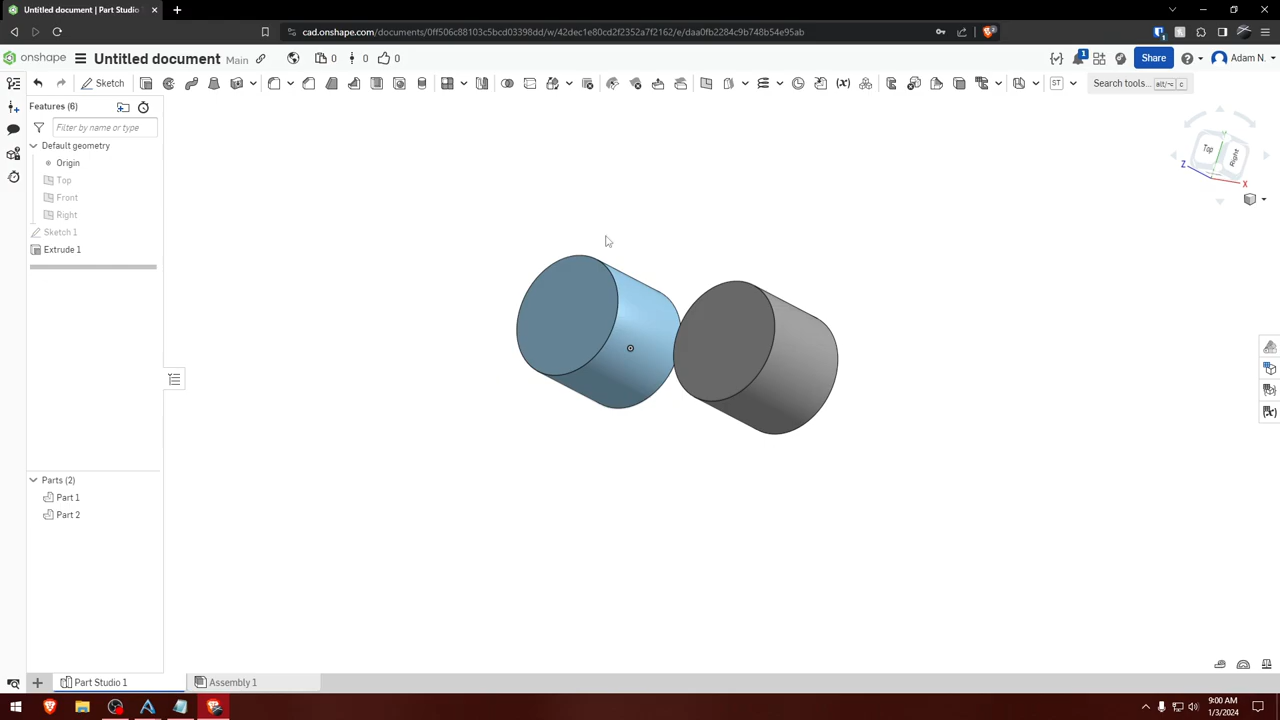 Untitled document | Part Studio
cad.onshape.com/documents/0ff506c88103c5bcd03398dd/w/42dec1e80cd2f2352a7f2162/e/daa0fb2284c9b748b54e95ab
onshape
Untitled document
Main
0
0
0
1
Share
Adam N.
Sketch
ST
Search tools...
alt/⌥
c
Features (6)
Filter by name or type
Default geometry
Origin
Top
Front
Right
Sketch 1
Extrude 1
Top
Right
Z
X
Parts (2)
Part 1
Part 2
Part Studio 1
Assembly 1
9:00 AM
1/3/2024